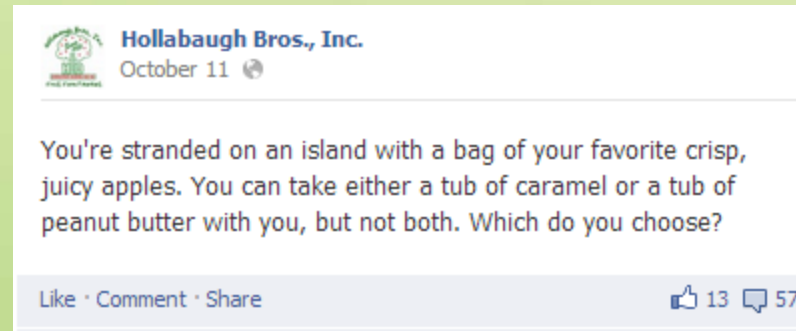 Hollabaugh Bros., Inc.
October 11
You're stranded on an island with a bag of your favorite crisp,
juicy apples. You can take either a tub of caramel or a tub of
peanut butter with you, but not both. Which do you choose?
Like · Comment · Share 13 57